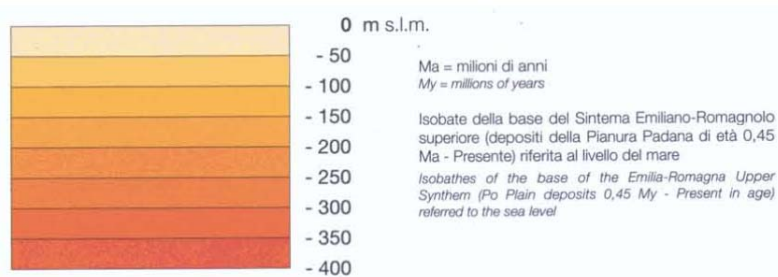 0 m s.l.m.
- 50
- 100
- 150
- 200
- 250
- 300
- 350
- 400
Ma = milioni di anni
My = millions of years
Isobate della base del Sintema Emiliano-Romagnolo
superiore (depositi della Pianura Padana di età 0,45
Ma - Presente) riferita al livello del mare
Isobathes of the base of the Emilia-Romagna Upper
Synthem (Po Plain deposits 0,45 My - Present in age)
referred to the sea level